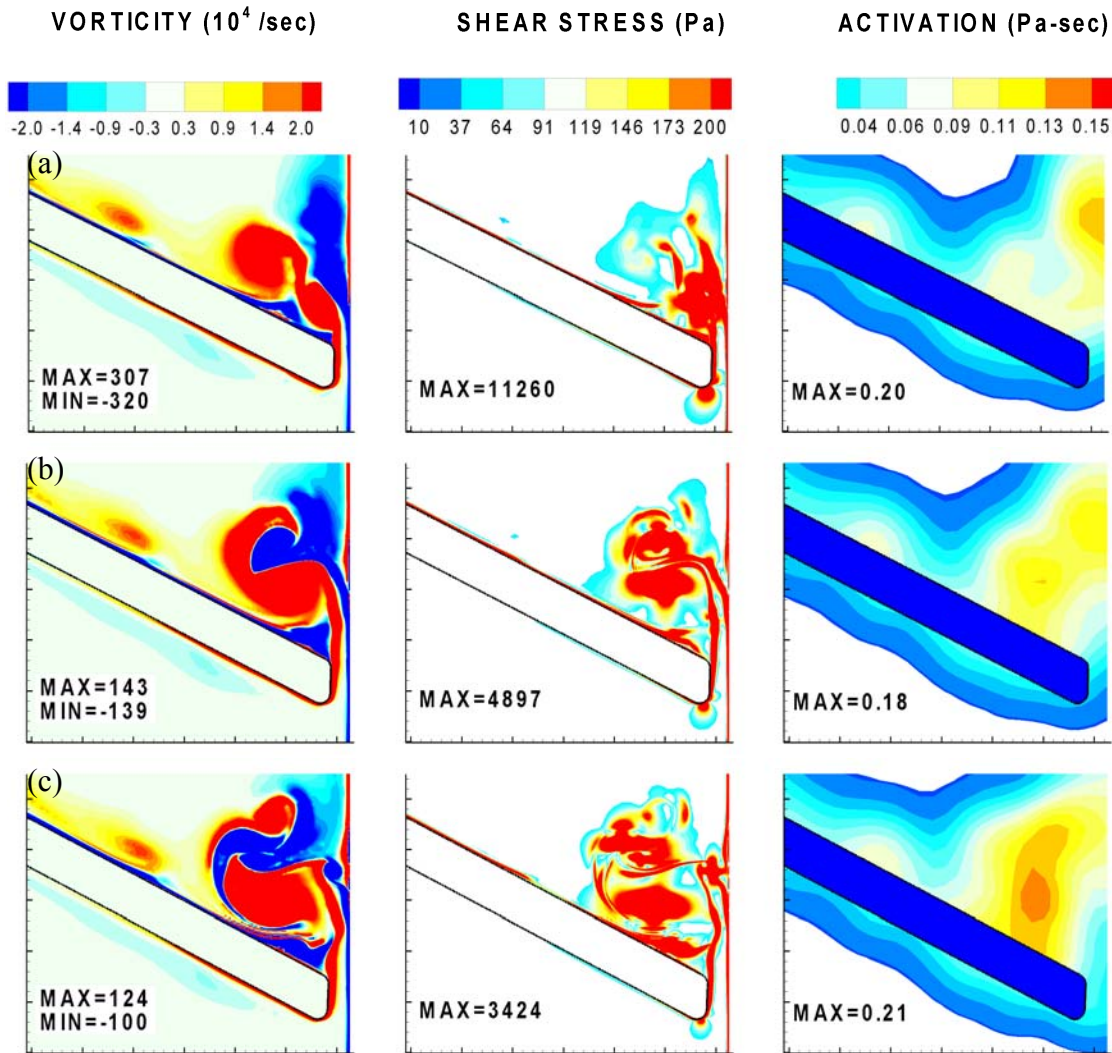 VORTICITY (10⁴ /sec) SHEAR STRESS (Pa) ACTIVATION (Pa-sec)
-2.0 -1.4 -0.9 -0.3 0.3 0.9 1.4 2.0 10 37 64 91 119 146 173 200 0.04 0.06 0.09 0.11 0.13 0.15
(a)
MAX=307
MIN=-320
MAX=11260
MAX=0.20
(b)
MAX=143
MIN=-139
MAX=4897
MAX=0.18
(c)
MAX=124
MIN=-100
MAX=3424
MAX=0.21